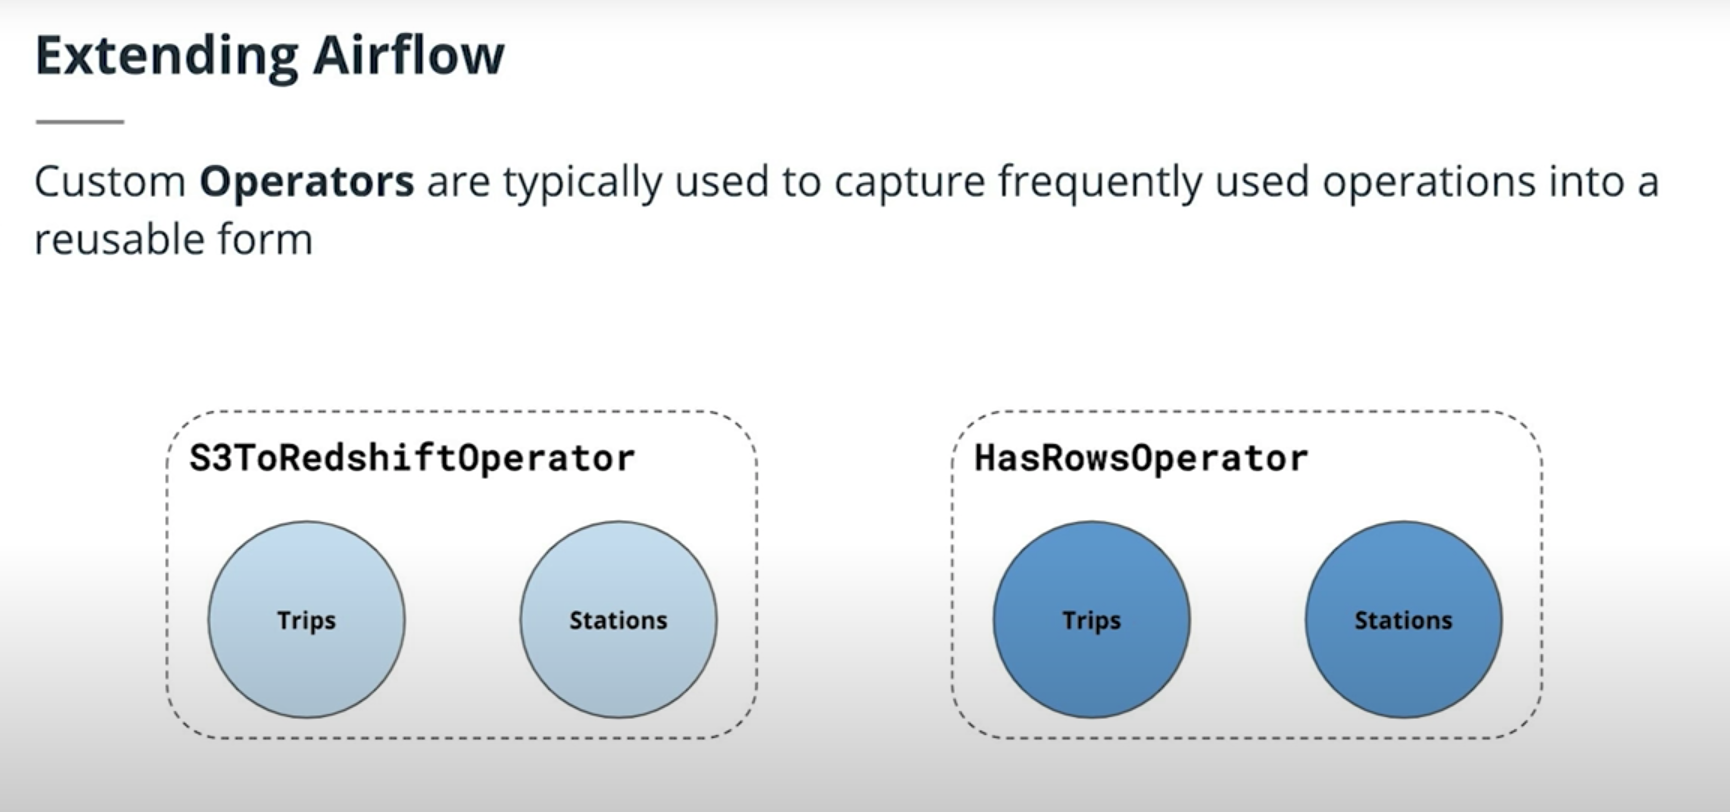 Extending Airflow
Custom Operators are typically used to capture frequently used operations into a
reusable form
S3ToRedshiftOperator
Trips
Stations
HasRowsOperator
Trips
Stations